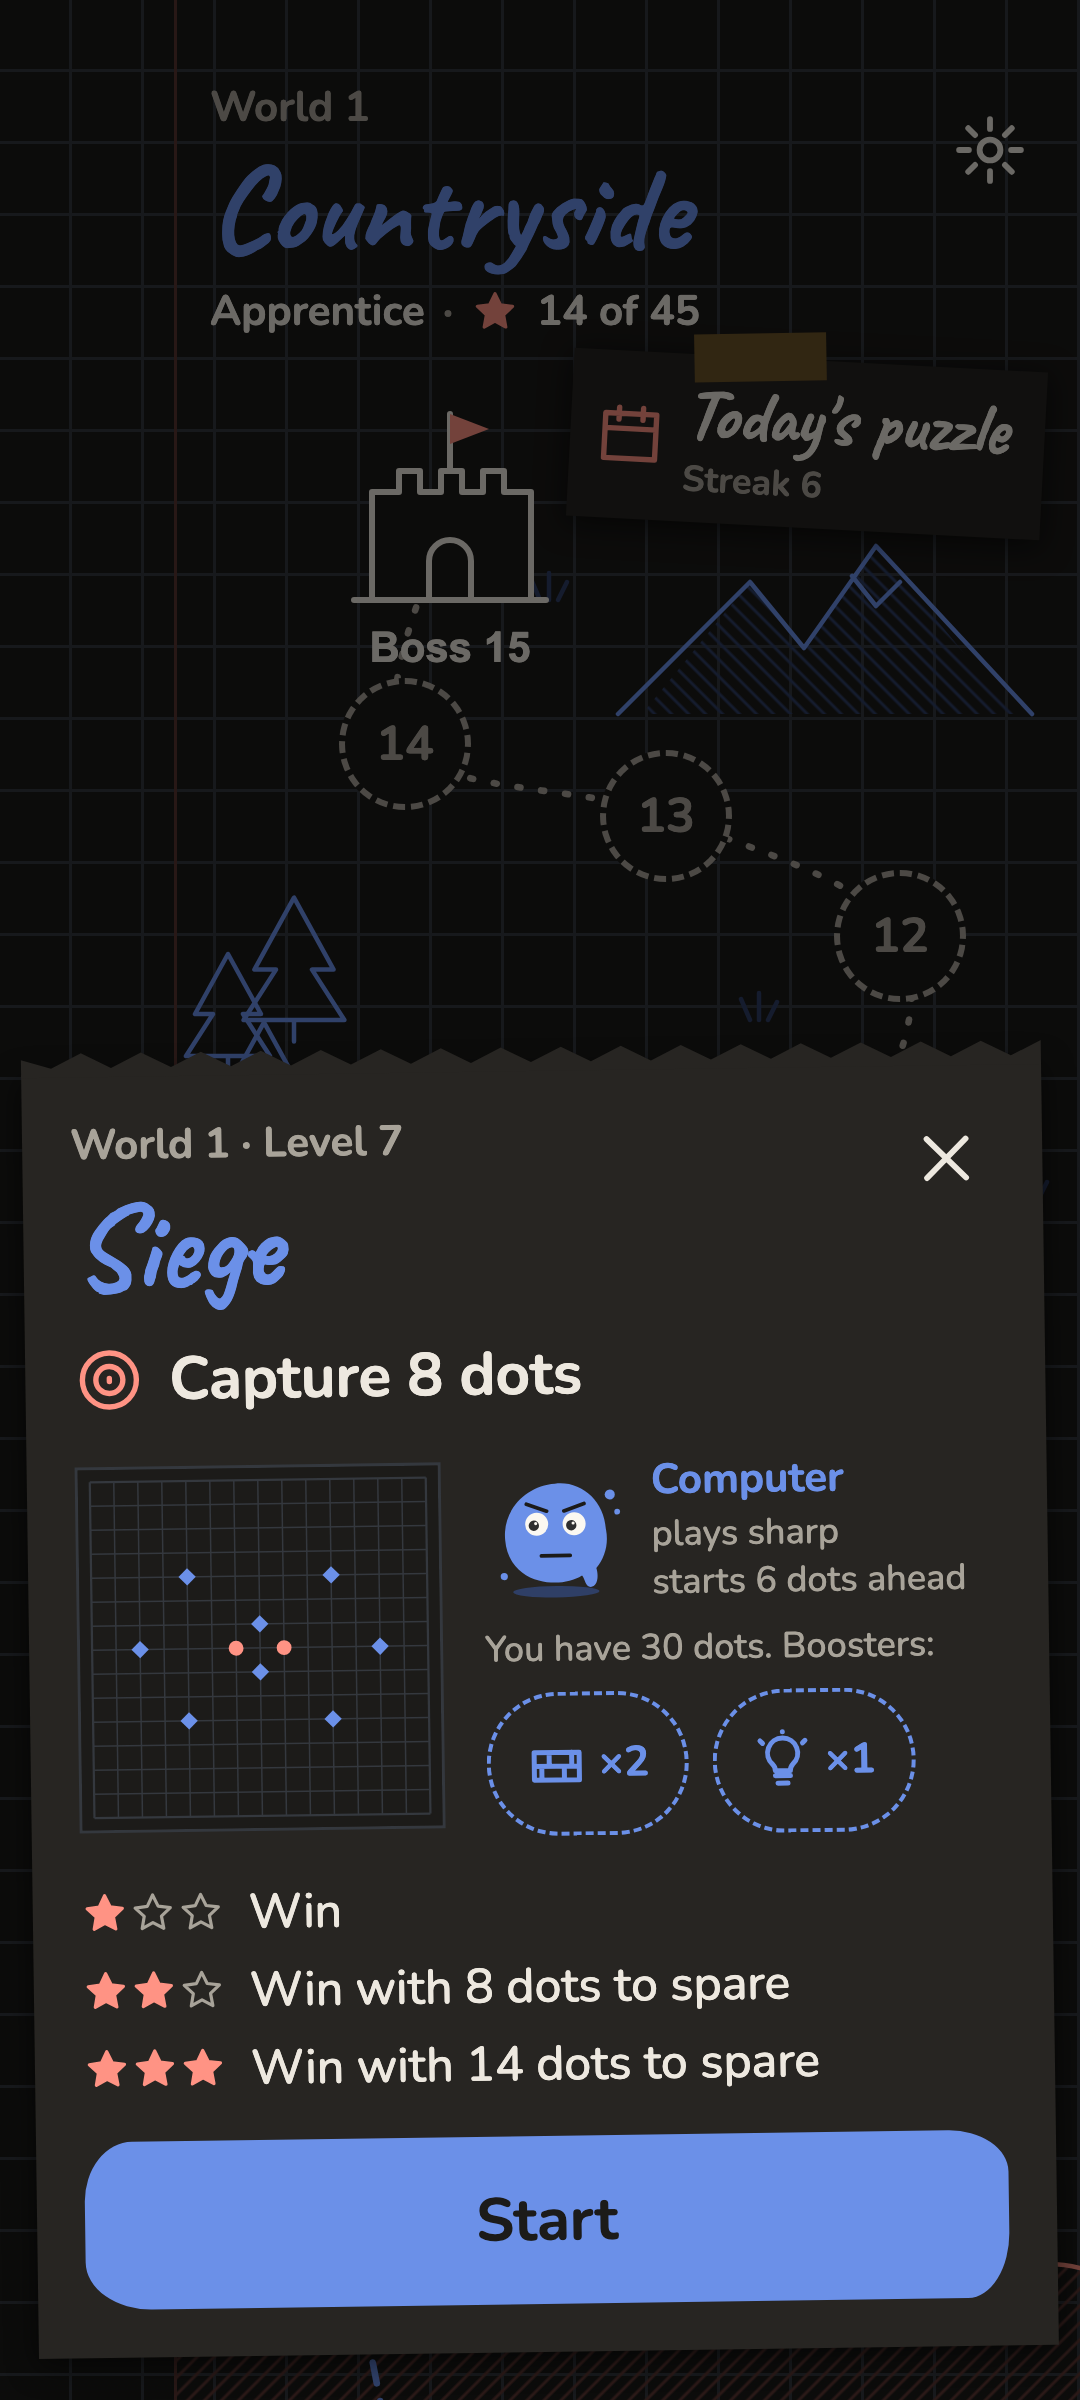 World 1
Countryside
Apprentice · 14 of 45
Today's puzzle
Streak 6
Boss 15
14
13
12
World 1 · Level 7
Siege
Capture 8 dots
Computer
plays sharp
starts 6 dots ahead
You have 30 dots. Boosters:
×2
×1
Win
Win with 8 dots to spare
Win with 14 dots to spare
Start